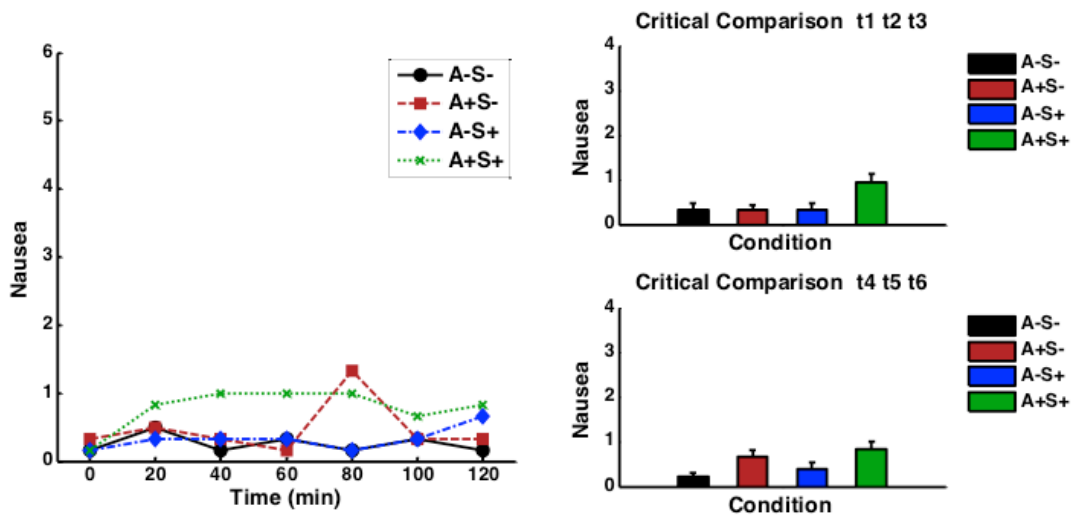 6
5
4
3
2
1
0
Nausea
A-S-
A+S-
A-S+
A+S+
0 20 40 60 80 100 120
Time (min)
Critical Comparison t1 t2 t3
4
3
2
1
0
Nausea
Condition
A-S-
A+S-
A-S+
A+S+
Critical Comparison t4 t5 t6
4
3
2
1
0
Nausea
Condition
A-S-
A+S-
A-S+
A+S+